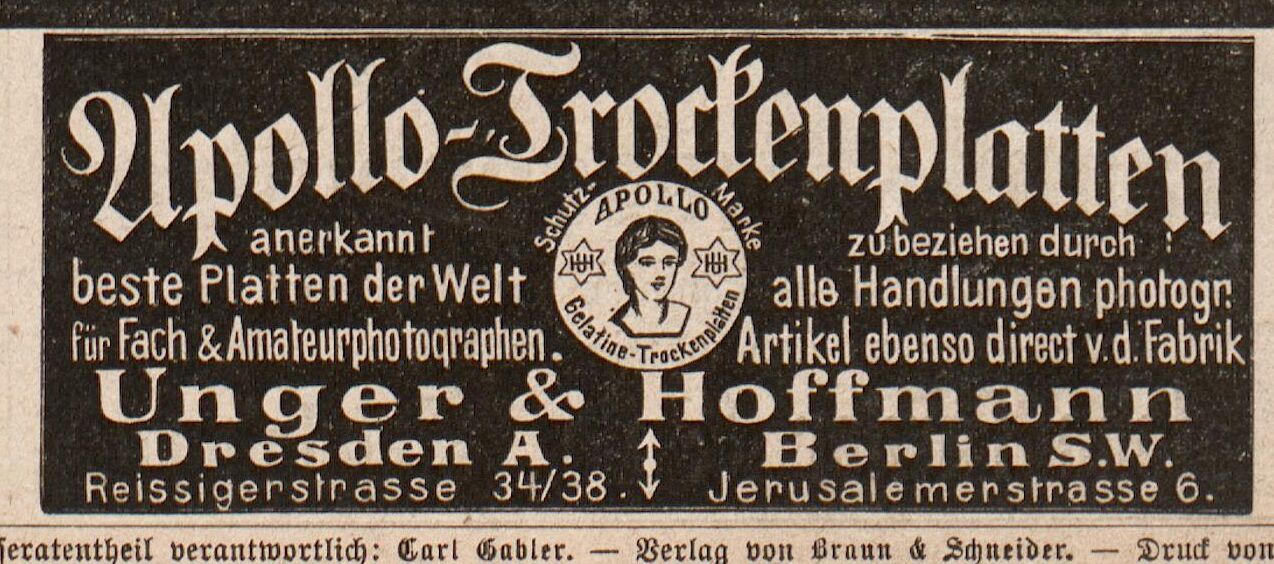 Apollo-Trockenplatten
anerkannt
beste Platten der Welt
für Fach & Amateurphotographen.
Schutz-Marke
APOLLO
Gelatine-Trockenplatten
zu beziehen durch :
alle Handlungen photogr.
Artikel ebenso direct v. d. Fabrik
Unger & Hoffmann
Dresden A.
Reissigerstrasse 34/38.
Berlin S.W.
Jerusalemerstrasse 6.
seratentheil verantwortlich: Carl Gabler. — Verlag von Braun & Schneider. — Druck von